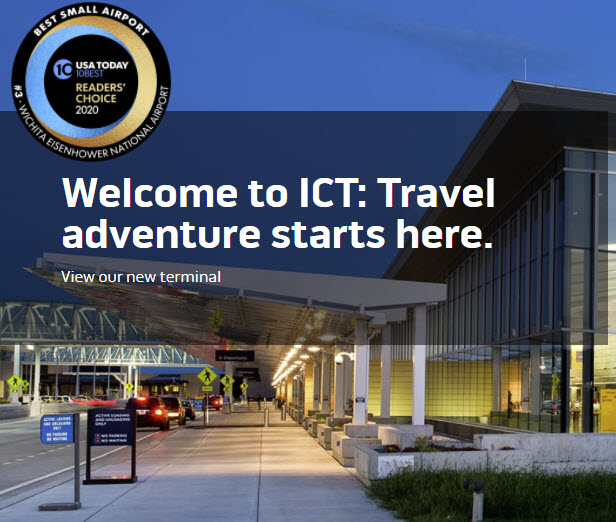 BEST SMALL AIRPORT
10 USA TODAY
10BEST
READERS'
CHOICE
2020
#3 - WICHITA EISENHOWER NATIONAL AIRPORT
Welcome to ICT: Travel
adventure starts here.
View our new terminal
Departures
ACTIVE LOADING
AND UNLOADING
ONLY
NO PARKING
NO WAITING
ACTIVE LOADING AND
UNLOADING ONLY
NO PARKING
NO WAITING